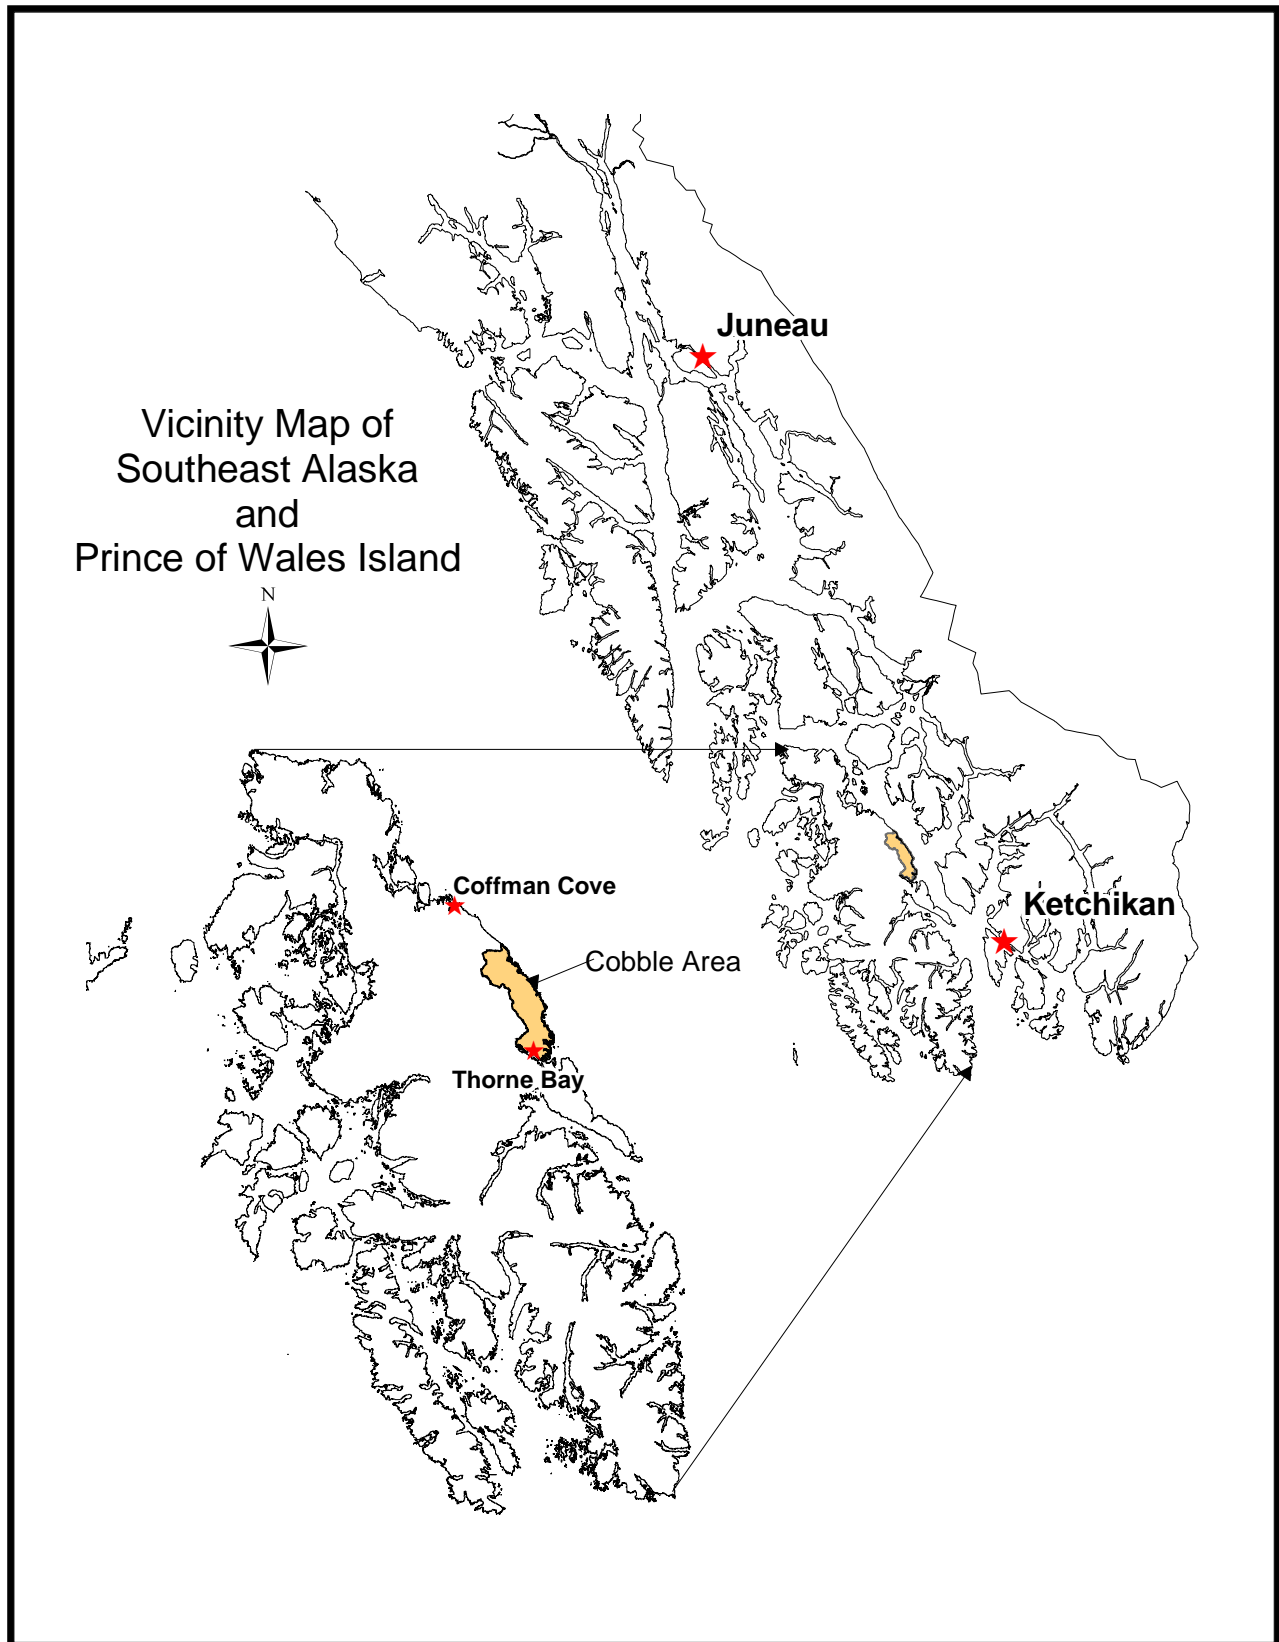 Juneau
Vicinity Map of
Southeast Alaska
and
Prince of Wales Island
N
Coffman Cove
Ketchikan
Cobble Area
Thorne Bay